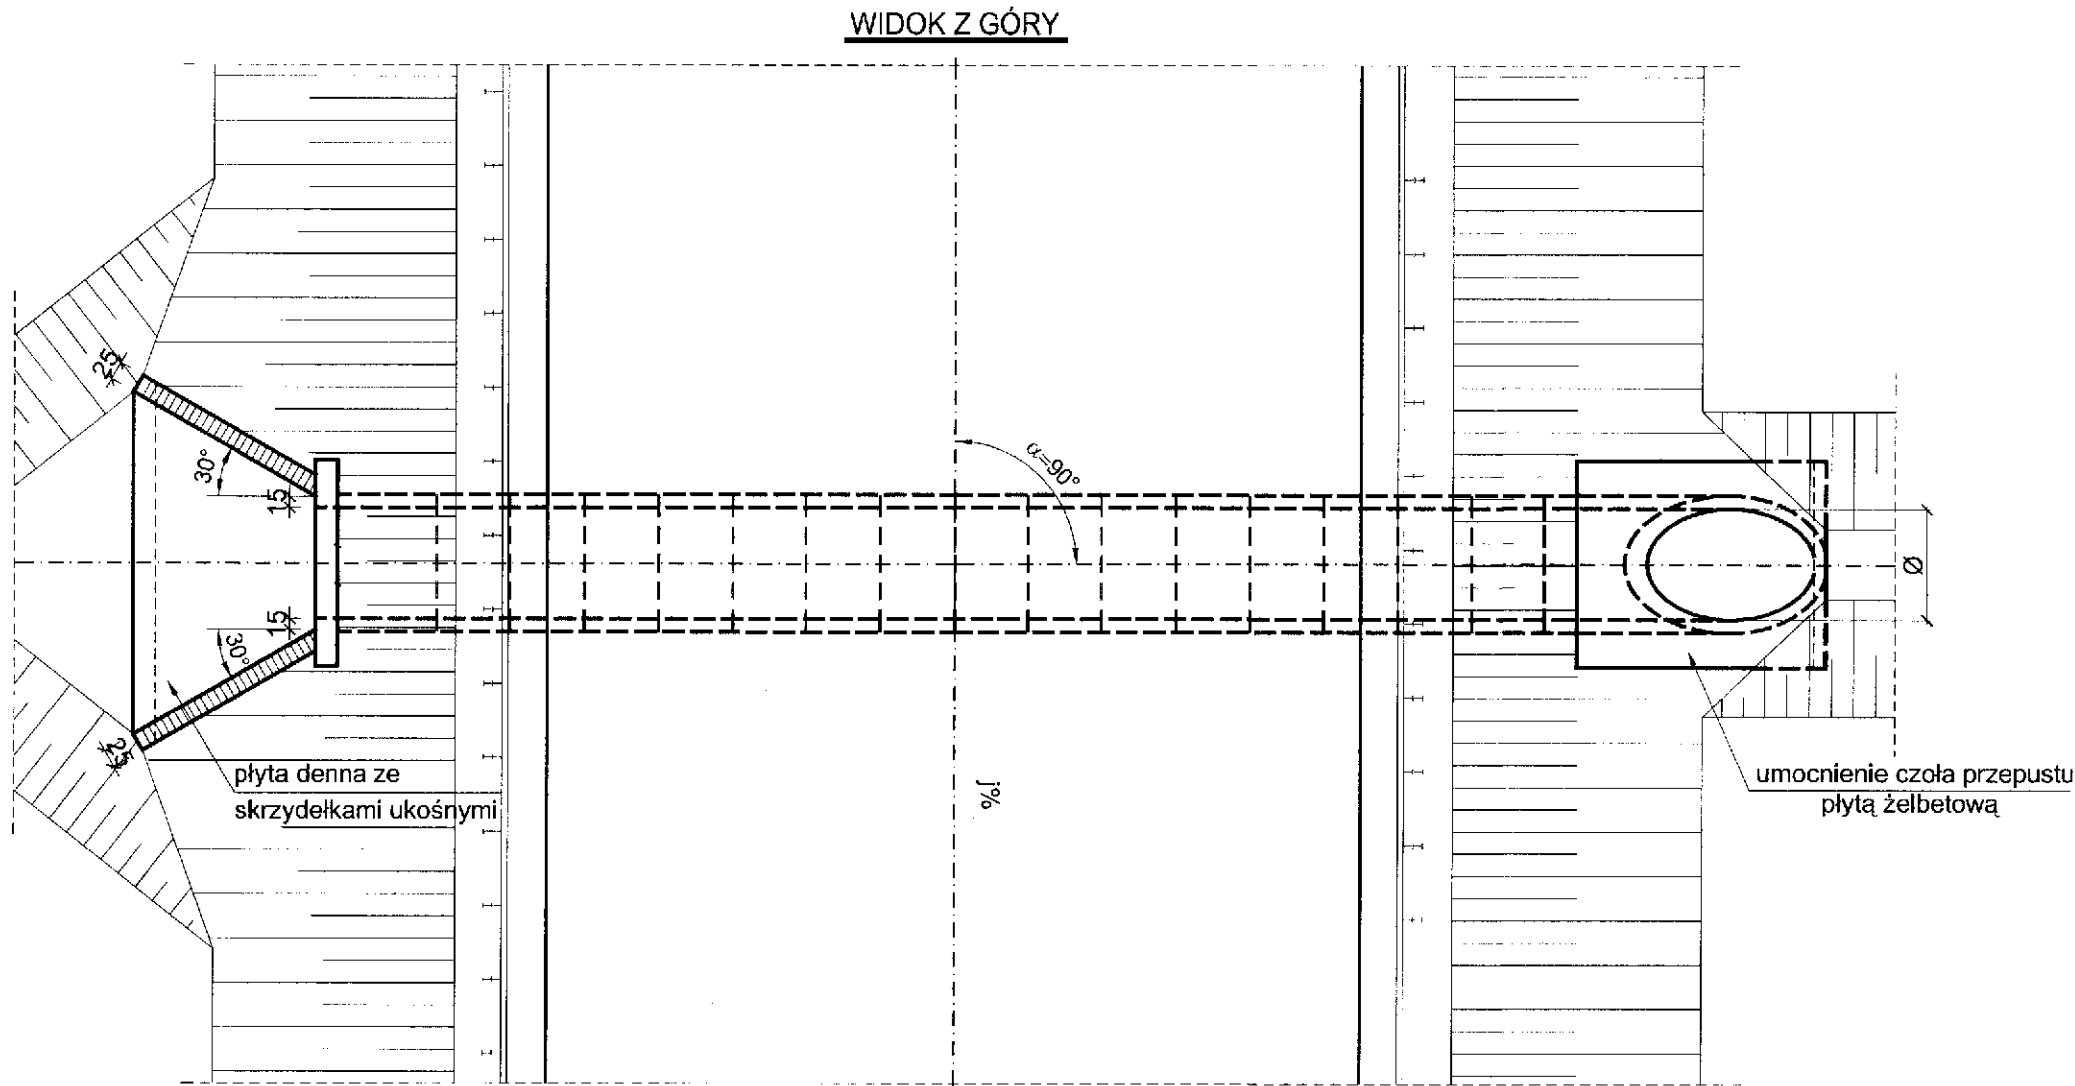 WIDOK Z GÓRY
25
30°
15
α=90°
Ø
15
30°
25
płyta denna ze
skrzydełkami ukośnymi
j%
umocnienie czoła przepustu
płytą żelbetową